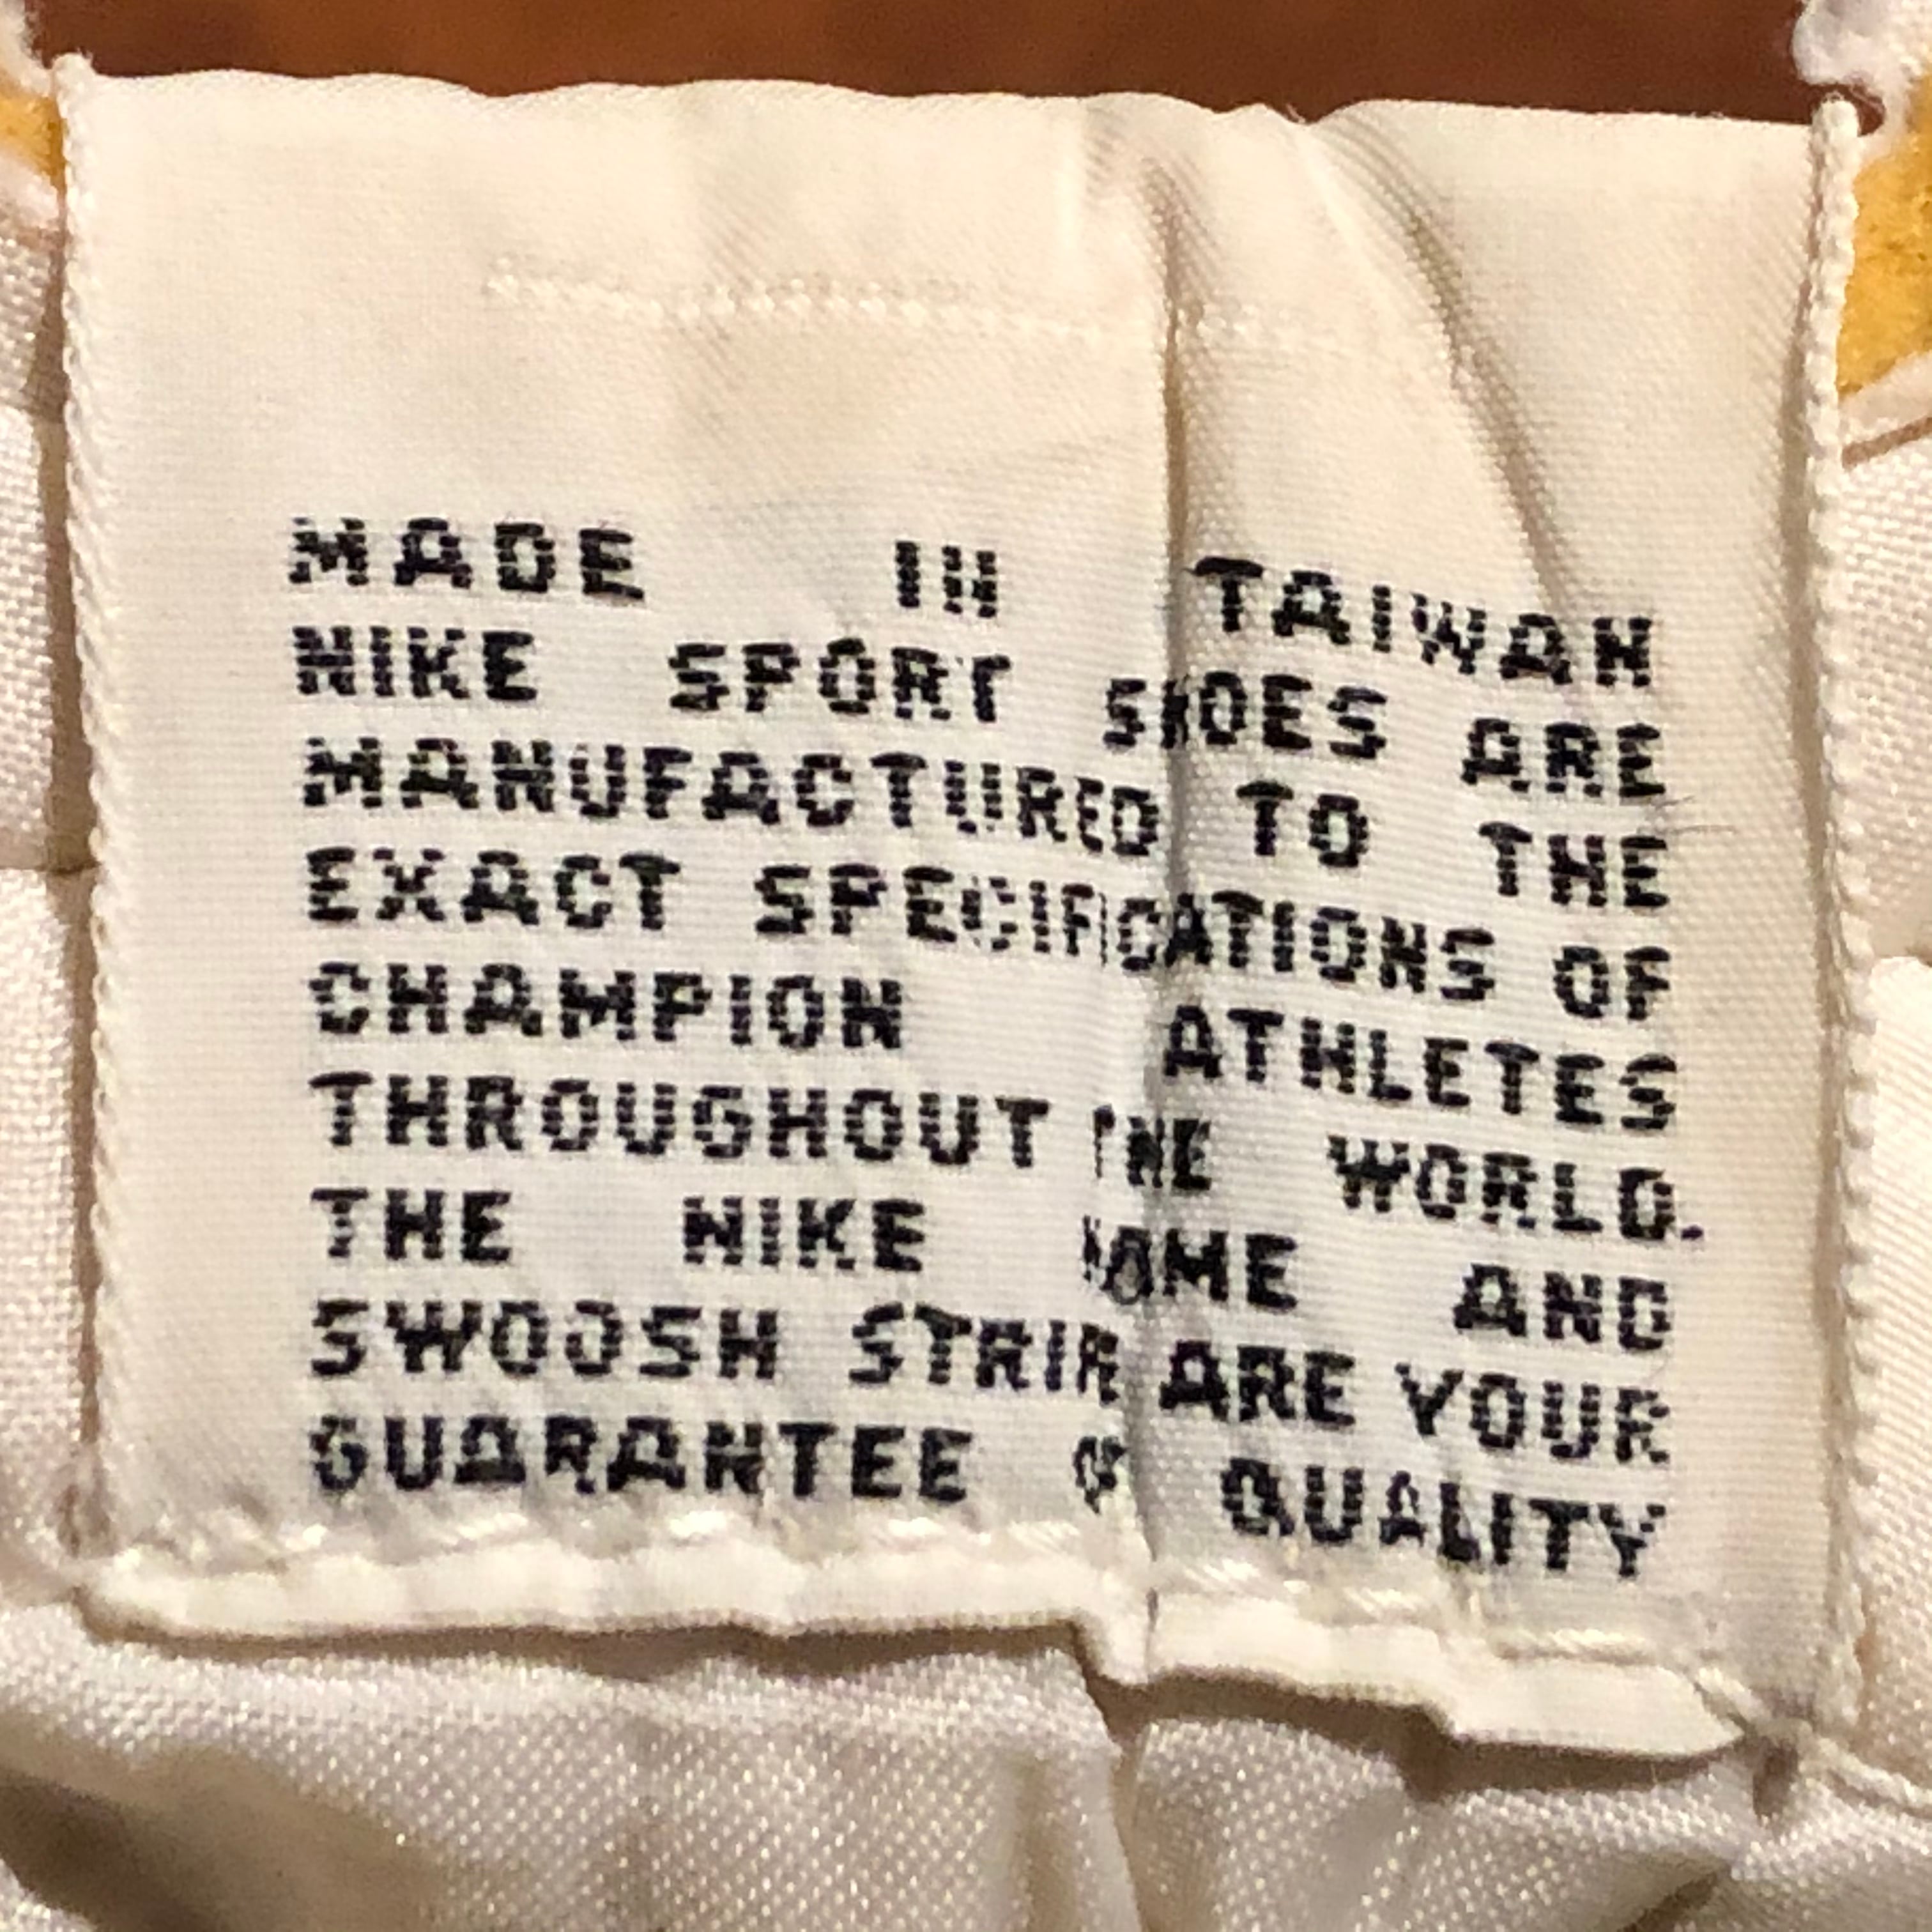 MADE IN TAIWAN
NIKE SPORT SHOES ARE
MANUFACTURED TO THE
EXACT SPECIFICATIONS OF
CHAMPION ATHLETES
THROUGHOUT THE WORLD.
THE NIKE NAME AND
SWOOSH STRIP ARE YOUR
GUARANTEE OF QUALITY